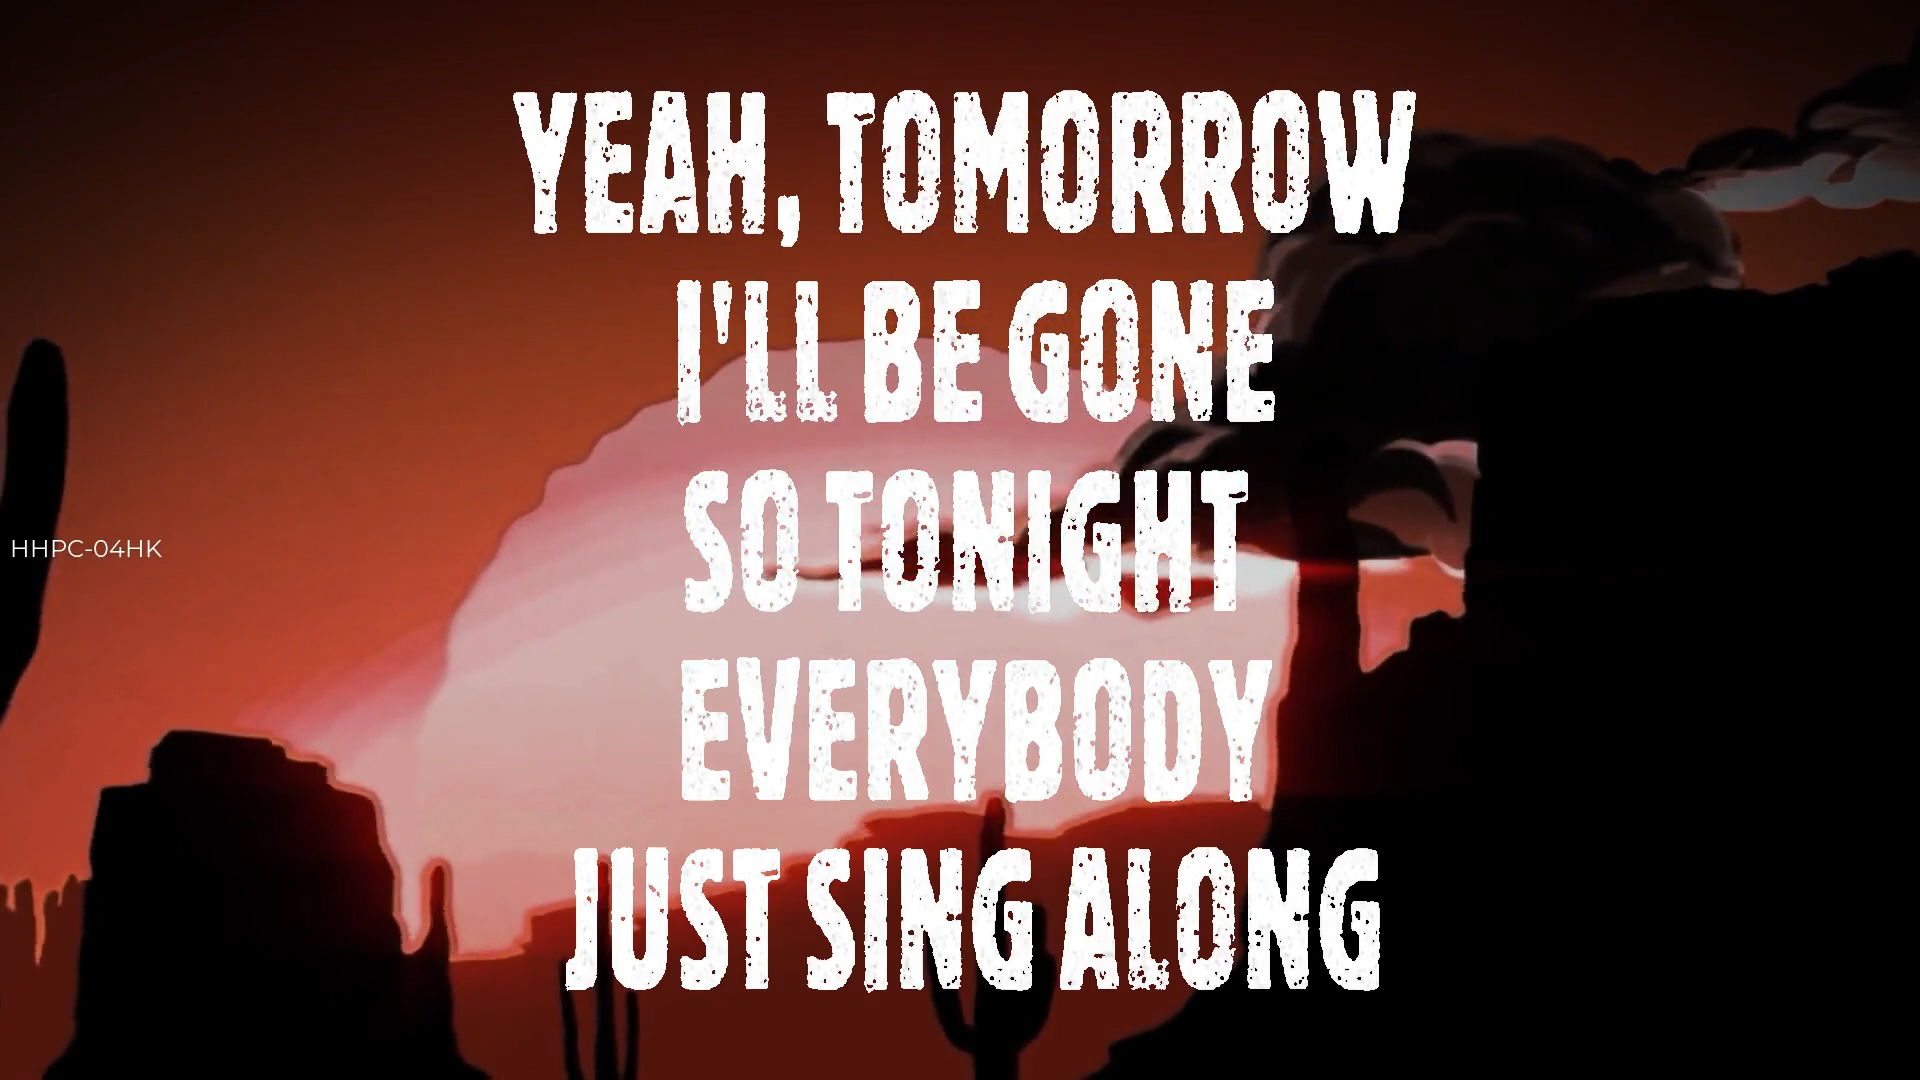 YEAH, TOMORROW
I'LL BE GONE
SO TONIGHT
HHPC-04HK
EVERYBODY
JUST SING ALONG